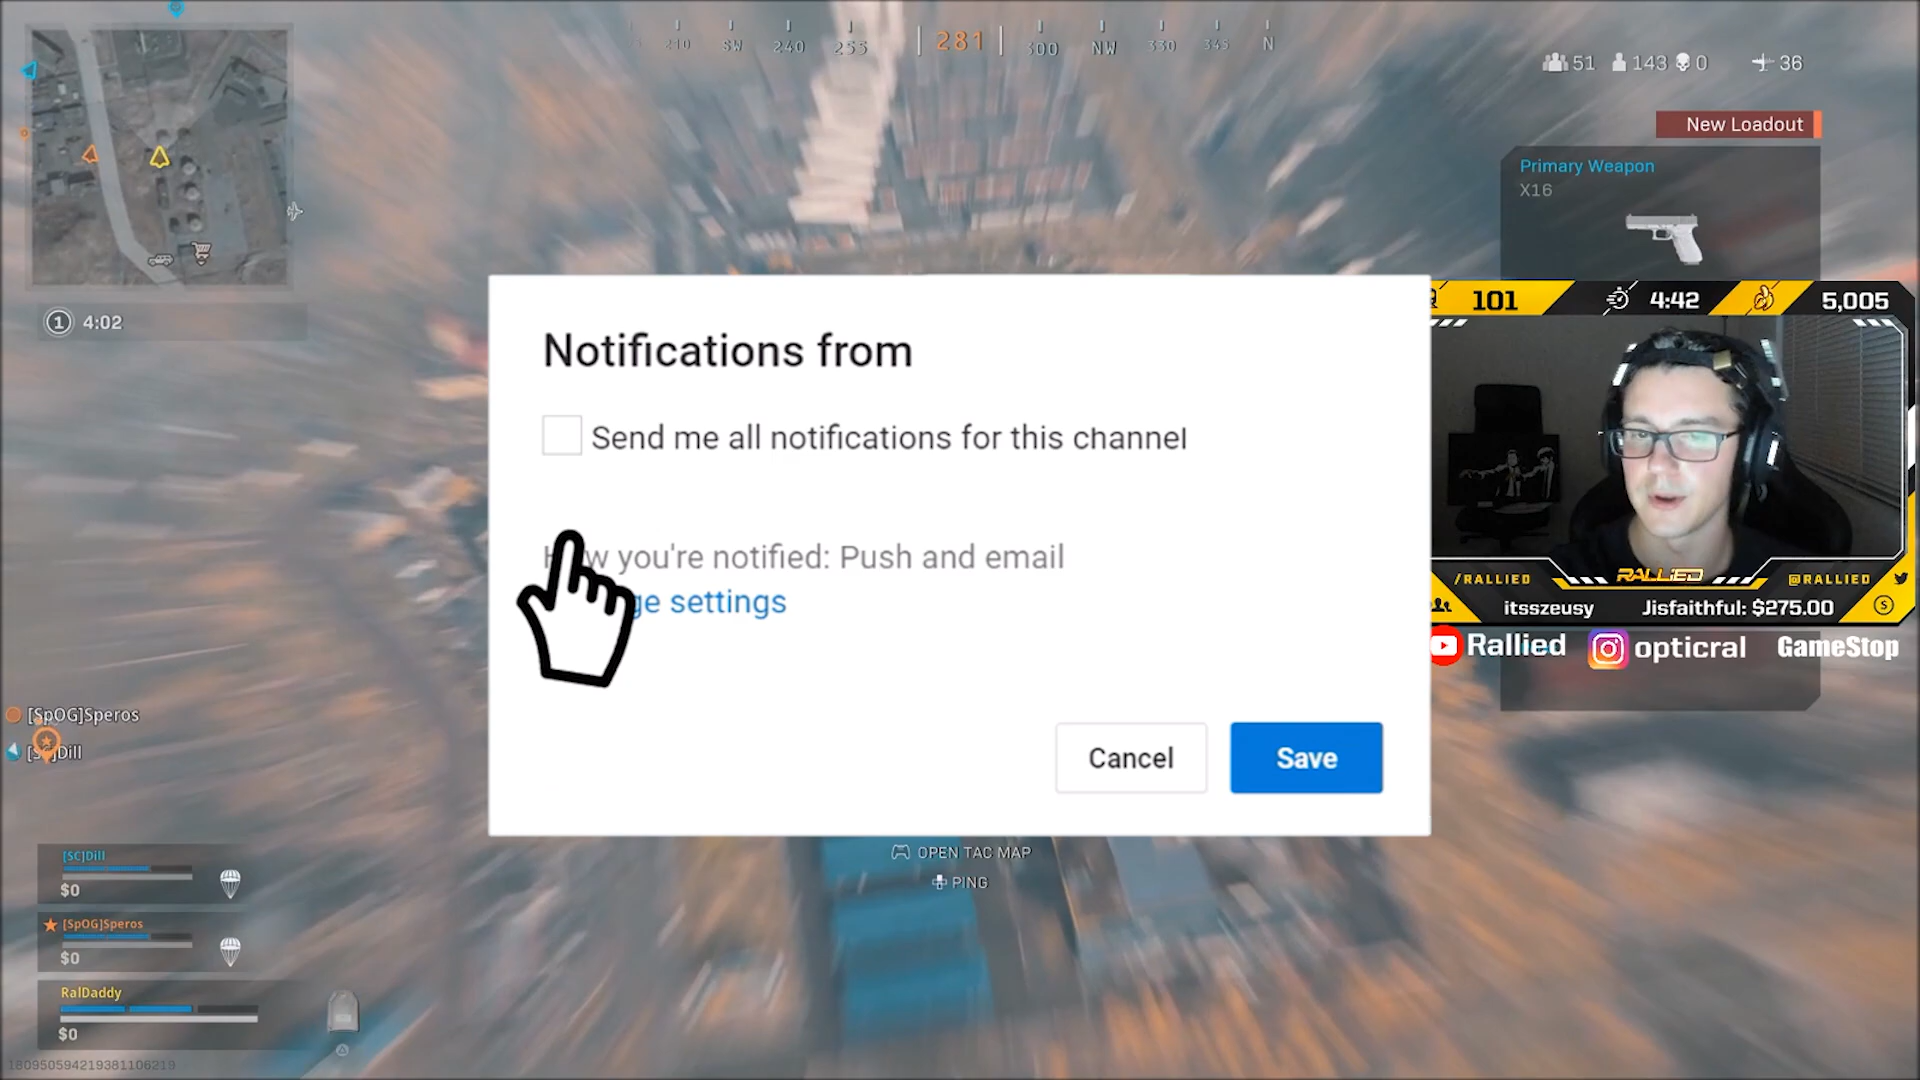 210 SW 240 255 281 300 NW 330 345 N
51 143 0 36
New Loadout
Primary Weapon
X16
1 4:02
101 4:42 5,005
Notifications from
Send me all notifications for this channel
you're notified: Push and email
settings
Cancel Save
/RALLIED RALLIED @RALLIED
itsszeusy Jisfaithful: $275.00
Rallied opticral GameStop
[SpOG]Speros
Dill
OPEN TAC MAP
PING
[SC]Dill
$0
[SpOG]Speros
$0
RalDaddy
$0
180950594219381106219